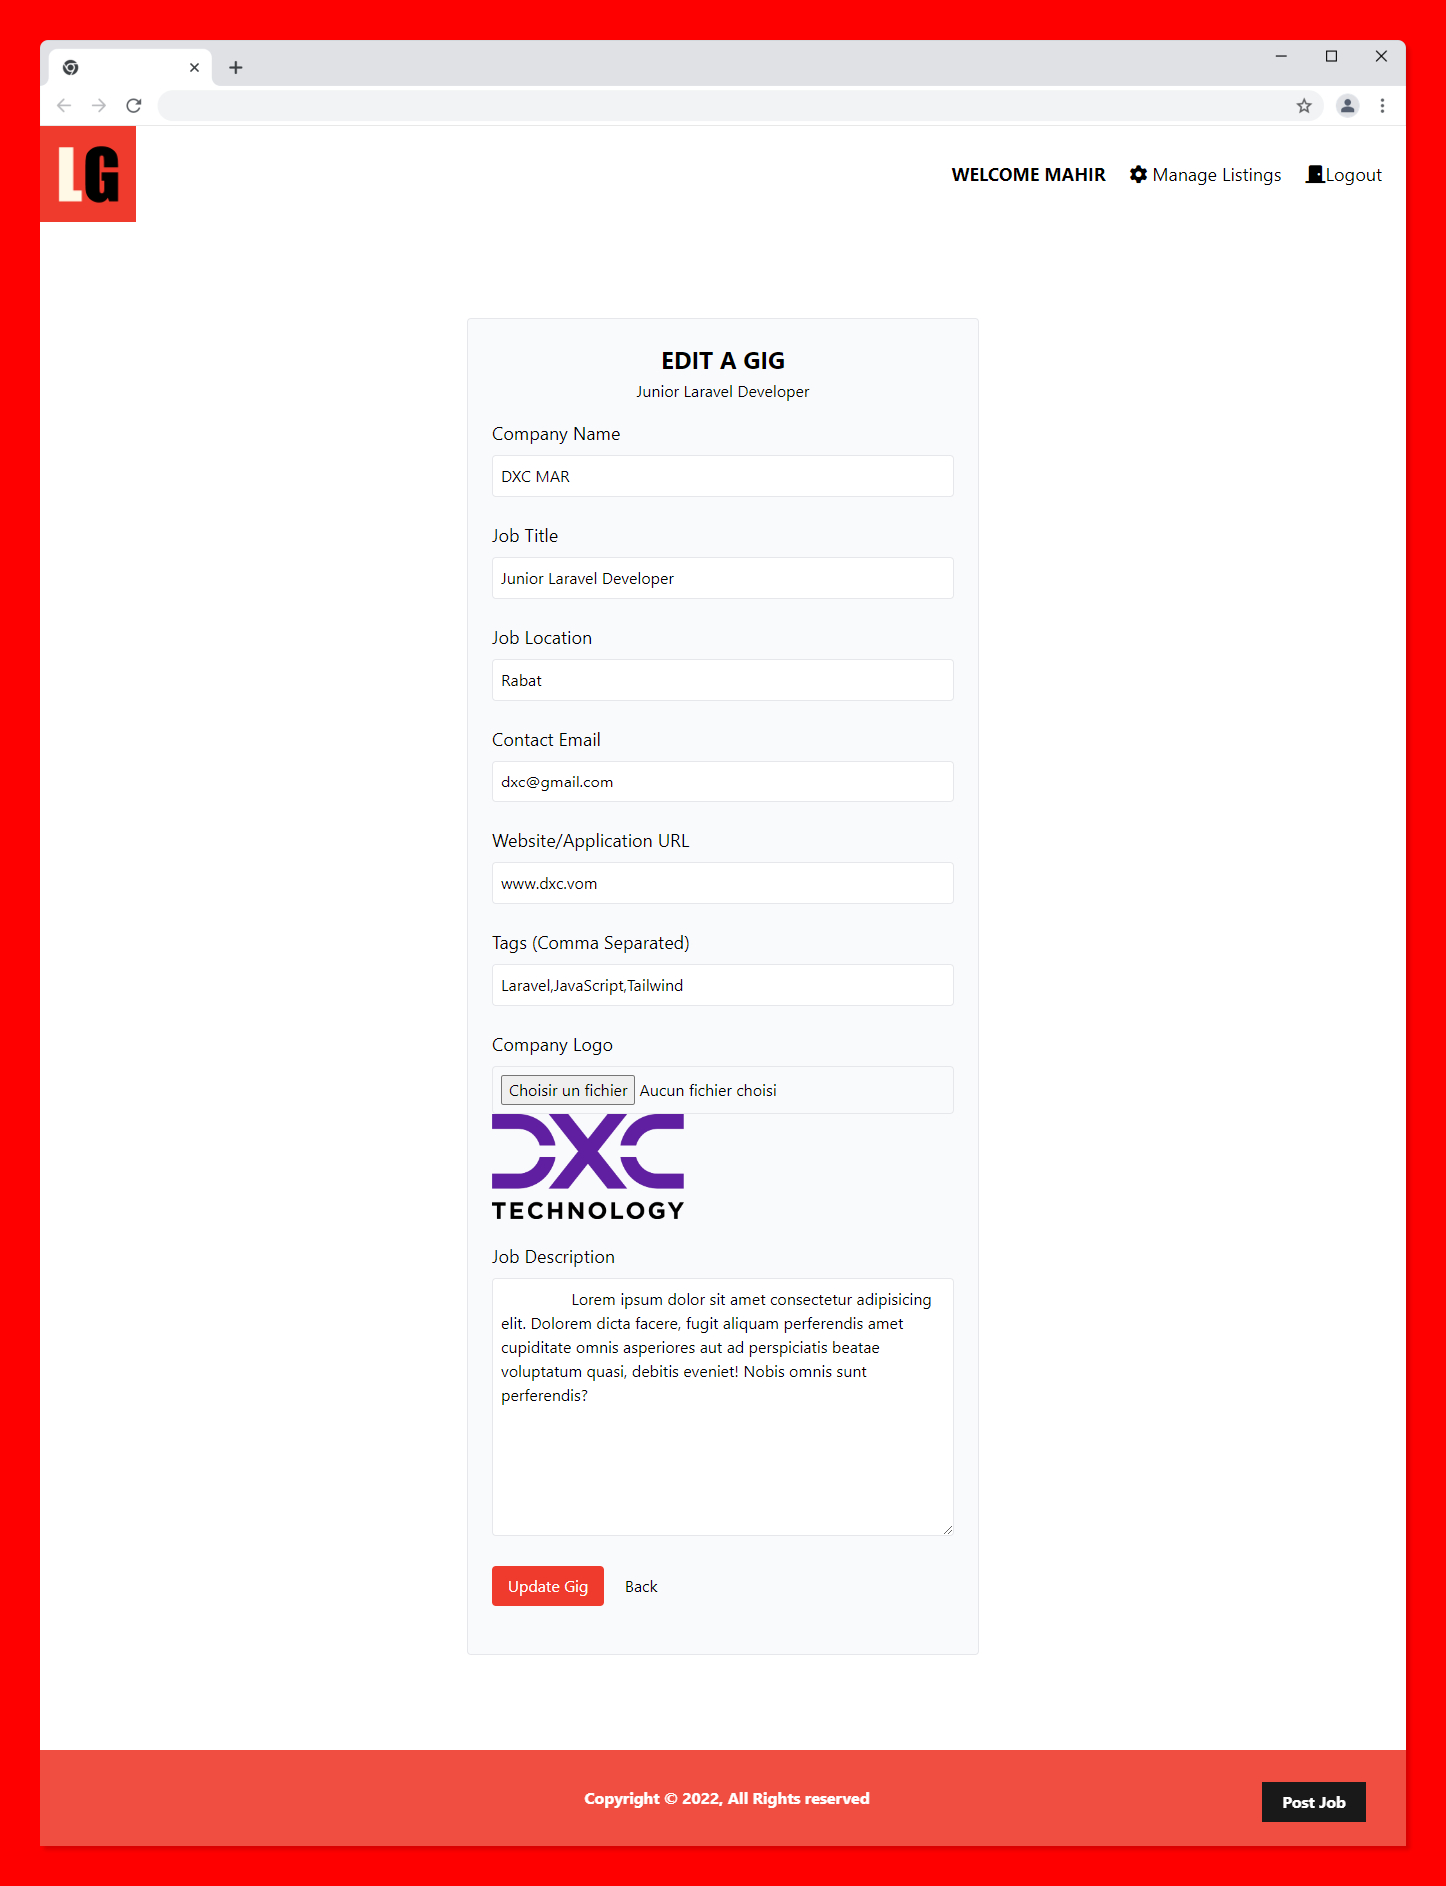 LG
WELCOME MAHIR Manage Listings Logout
EDIT A GIG
Junior Laravel Developer
Company Name
DXC MAR
Job Title
Junior Laravel Developer
Job Location
Rabat
Contact Email
dxc@gmail.com
Website/Application URL
www.dxc.vom
Tags (Comma Separated)
Laravel,JavaScript,Tailwind
Company Logo
Choisir un fichier Aucun fichier choisi
DXC
TECHNOLOGY
Job Description
Lorem ipsum dolor sit amet consectetur adipisicing
elit. Dolorem dicta facere, fugit aliquam perferendis amet
cupiditate omnis asperiores aut ad perspiciatis beatae
voluptatum quasi, debitis eveniet! Nobis omnis sunt
perferendis?
Update Gig Back
Copyright © 2022, All Rights reserved
Post Job